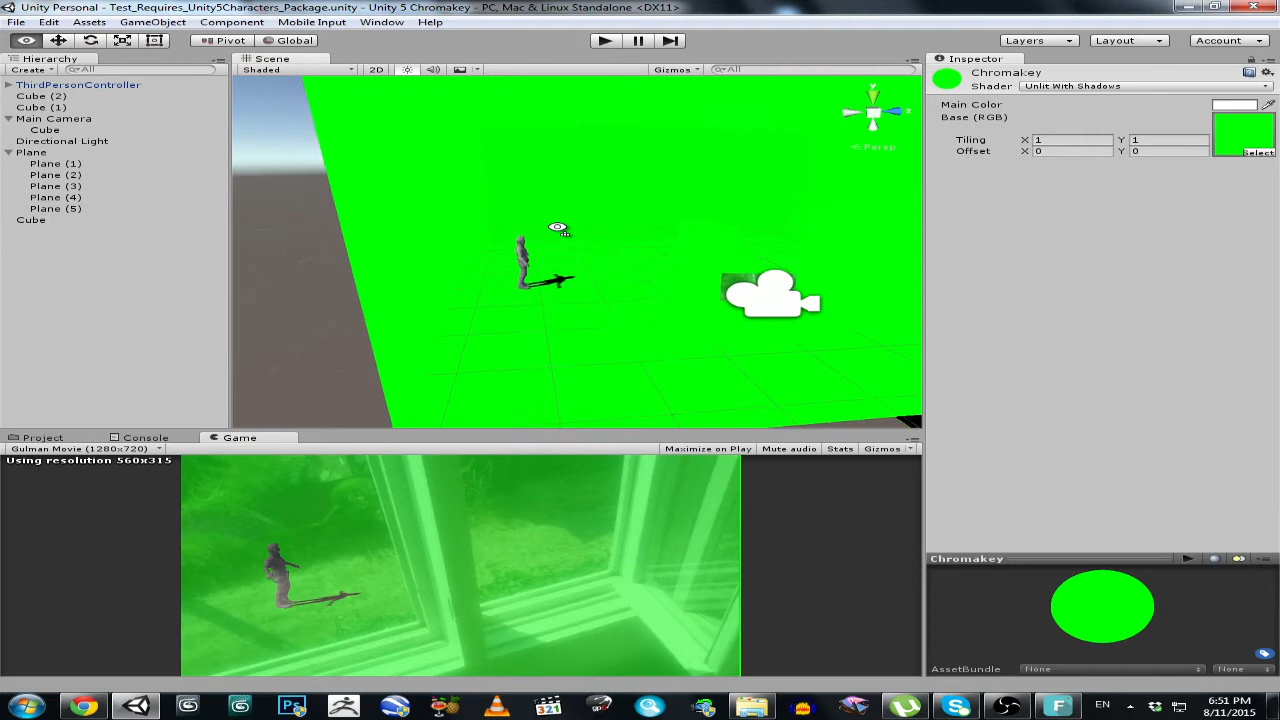 Unity Personal - Test_Requires_Unity5Characters_Package.unity - Unity 5 Chromakey - PC, Mac & Linux Standalone <DX11>
File Edit Assets GameObject Component Mobile Input Window Help
Pivot Global Layers Layout Account
Hierarchy
Create All
ThirdPersonController
Cube (2)
Cube (1)
Main Camera
Cube
Directional Light
Plane
Plane (1)
Plane (2)
Plane (3)
Plane (4)
Plane (5)
Cube
Scene
Shaded 2D Gizmos All
y
x
Persp
Inspector
Chromakey
Shader Unlit With Shadows
Main Color
Base (RGB)
Tiling X 1 Y 1
Offset X 0 Y 0
Select
Project Console Game
Gulman Movie (1280x720) Maximize on Play Mute audio Stats Gizmos
Using resolution 560x315
Chromakey
AssetBundle None None
321
EN
6:51 PM
8/11/2015